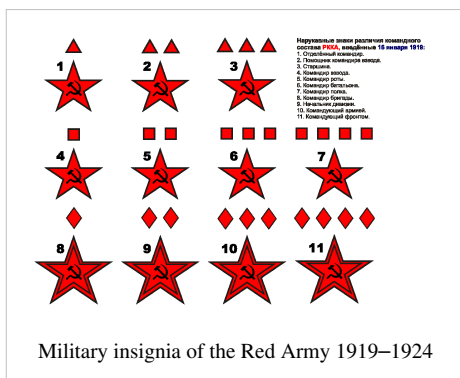 Нарукавные знаки различия командного
состава РККА, введённые 15 января 1919:
1. Отделённый командир.
2. Помощник командира взвода.
3. Старшина.
4. Командир взвода.
5. Командир роты.
6. Командир батальона.
7. Командир полка.
8. Командир бригады.
9. Начальник дивизии.
10. Командующий армией.
11. Командующий фронтом.
1 2 3
4 5 6 7
8 9 10 11
Military insignia of the Red Army 1919–1924